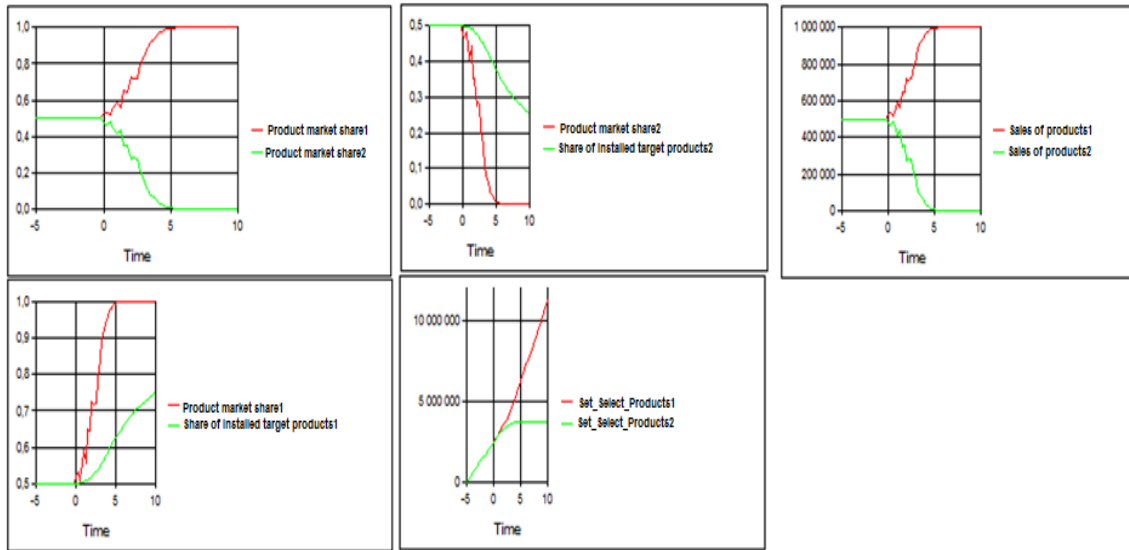 1,0
0,8
0,6
0,4
0,2
0,0
-5 0 5 10
Time
Product market share1
Product market share2
0,5
0,4
0,3
0,2
0,1
0,0
-5 0 5 10
Time
Product market share2
Share of Installed target products2
1 000 000
800 000
600 000
400 000
200 000
0
-5 0 5 10
Time
Sales of products1
Sales of products2
1,0
0,9
0,8
0,7
0,6
0,5
-5 0 5 10
Time
Product market share1
Share of Installed target products1
10 000 000
5 000 000
0
-5 0 5 10
Time
Set_Select_Products1
Set_Select_Products2